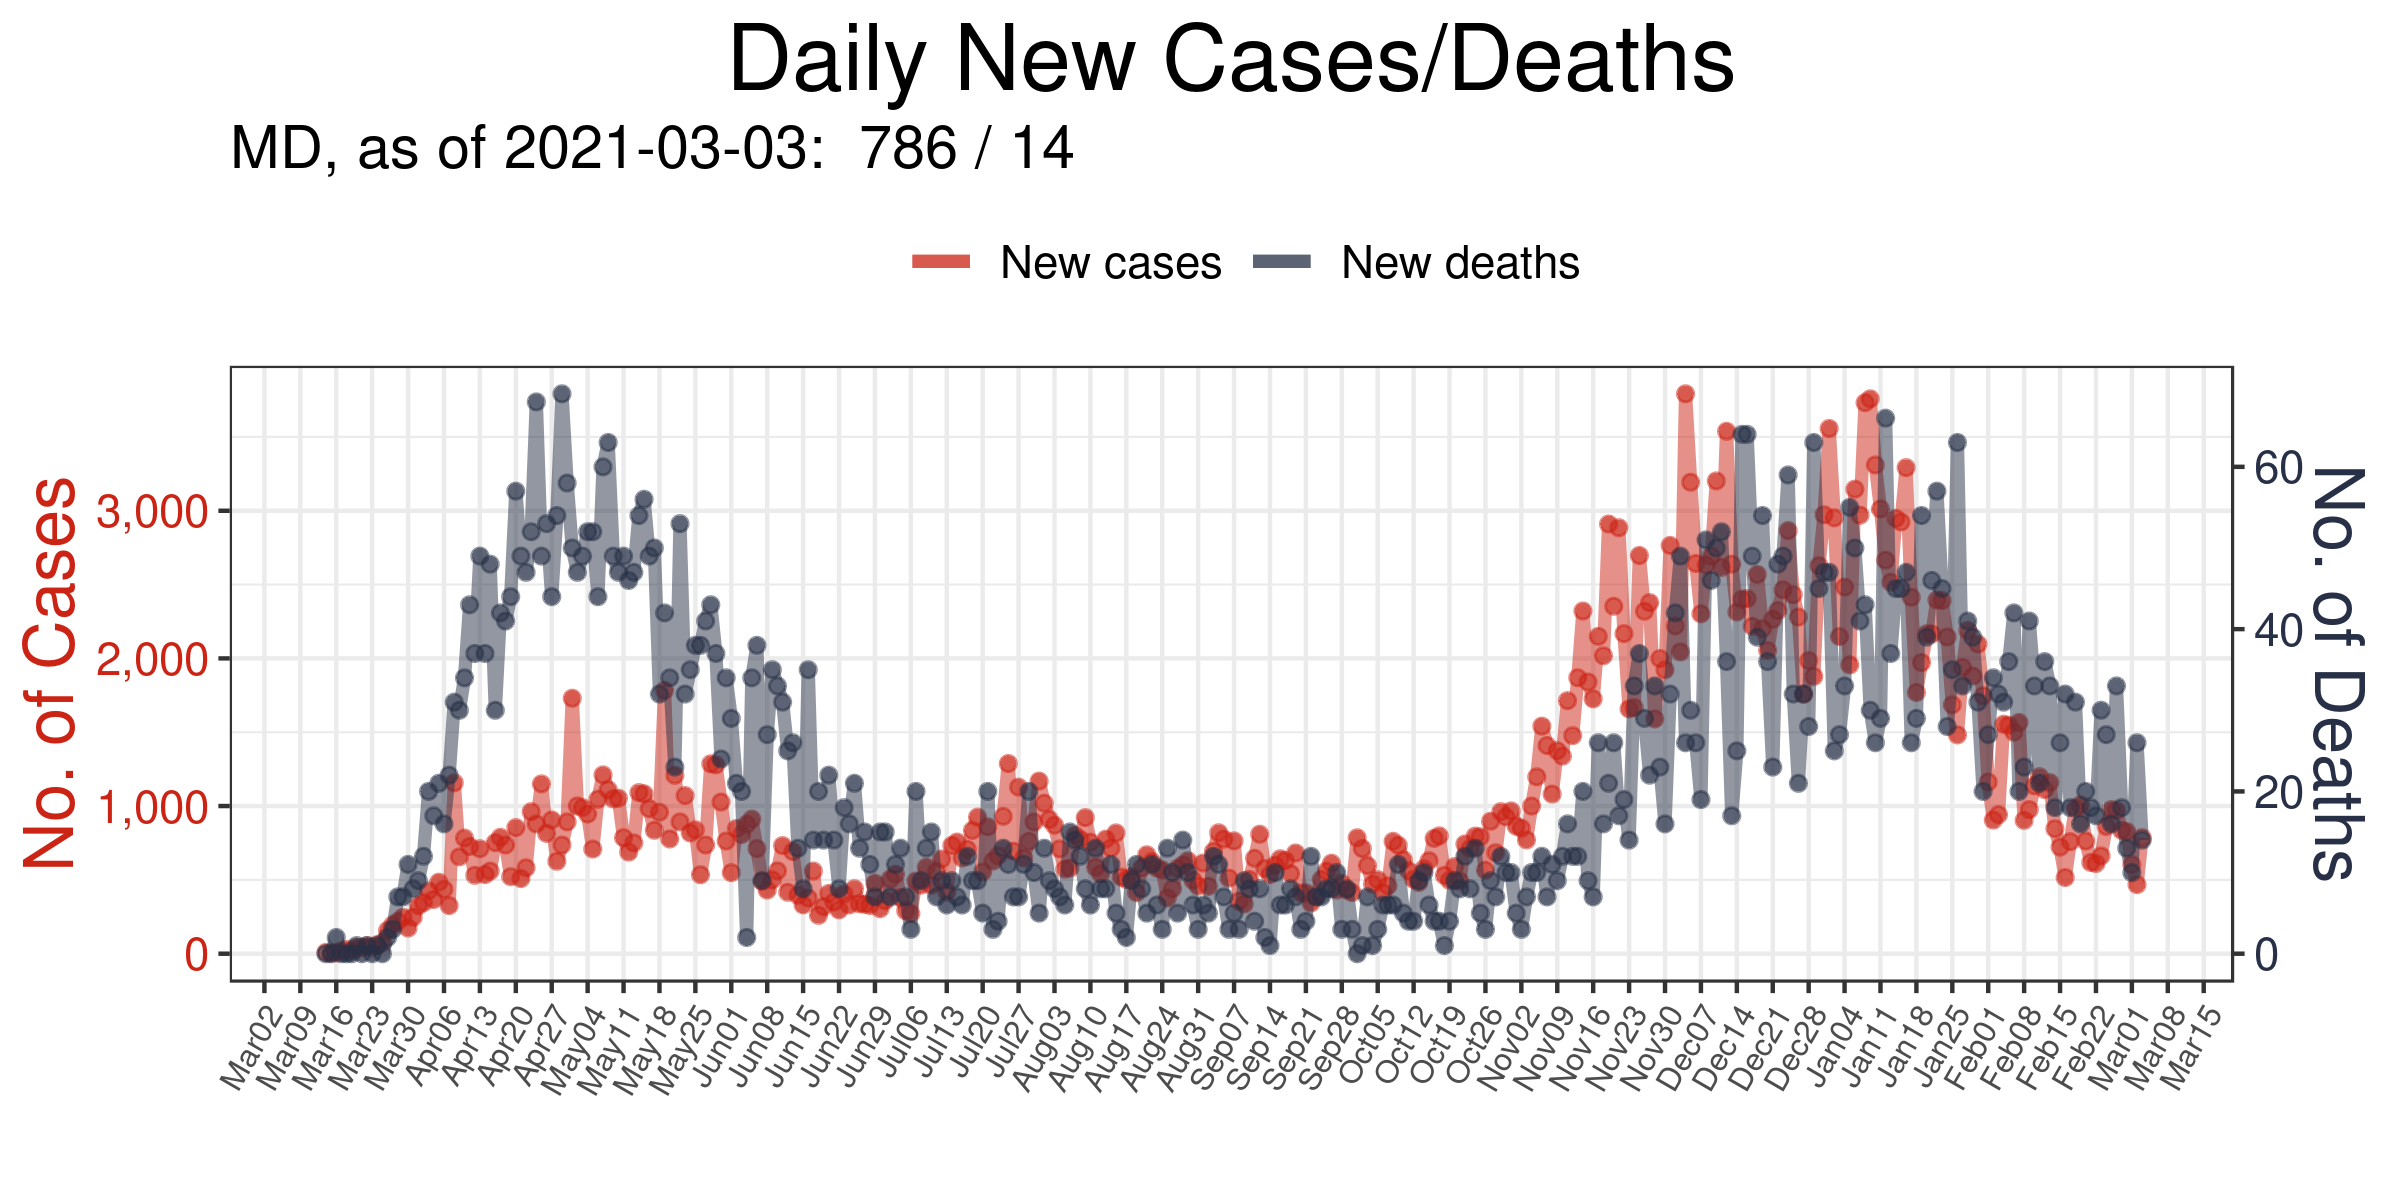 Daily New Cases/Deaths
MD, as of 2021-03-03:  786 / 14
New cases
New deaths
No. of Cases
3,000
2,000
1,000
0
60
40
20
0
No. of Deaths
Mar02
Mar09
Mar16
Mar23
Mar30
Apr06
Apr13
Apr20
Apr27
May04
May11
May18
May25
Jun01
Jun08
Jun15
Jun22
Jun29
Jul06
Jul13
Jul20
Jul27
Aug03
Aug10
Aug17
Aug24
Aug31
Sep07
Sep14
Sep21
Sep28
Oct05
Oct12
Oct19
Oct26
Nov02
Nov09
Nov16
Nov23
Nov30
Dec07
Dec14
Dec21
Dec28
Jan04
Jan11
Jan18
Jan25
Feb01
Feb08
Feb15
Feb22
Mar01
Mar08
Mar15